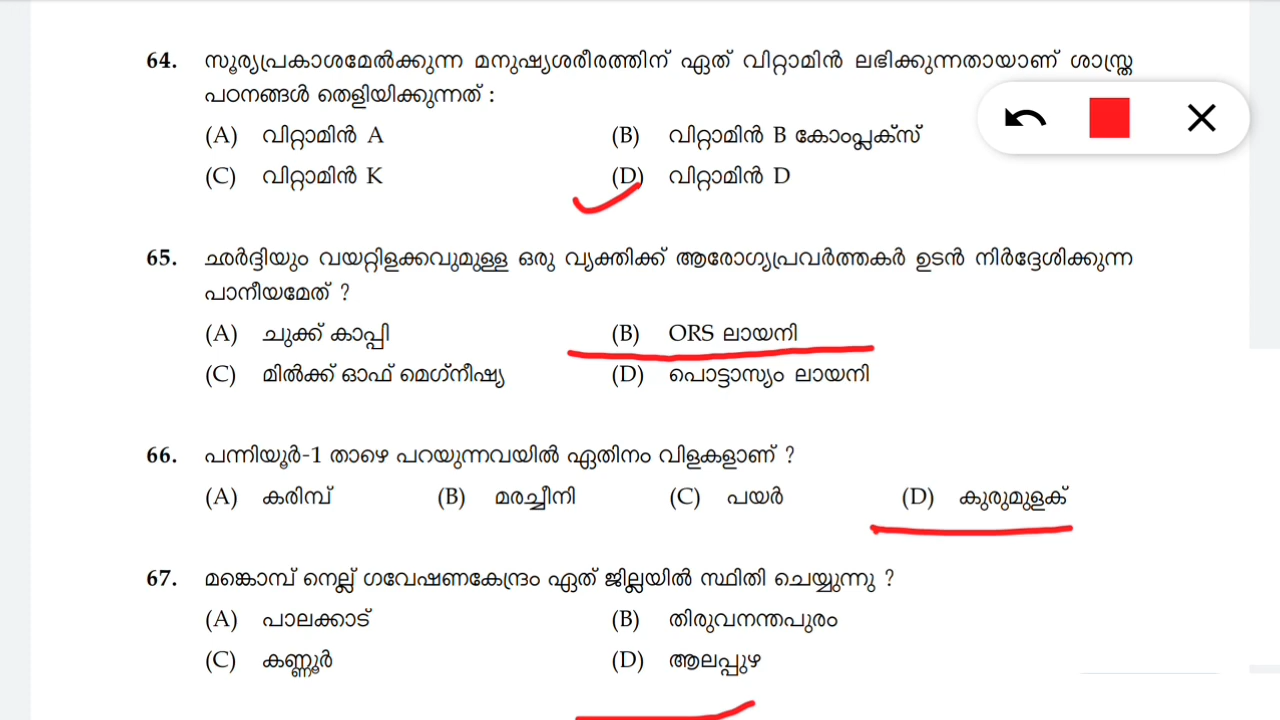 64. സൂര്യപ്രകാശമേൽക്കുന്ന മനുഷ്യശരീരത്തിന് ഏത് വിറ്റാമിൻ ലഭിക്കുന്നതായാണ് ശാസ്ത്ര
പഠനങ്ങൾ തെളിയിക്കുന്നത് :
(A) വിറ്റാമിൻ A (B) വിറ്റാമിൻ B കോംപ്ലക്സ്
(C) വിറ്റാമിൻ K (D) വിറ്റാമിൻ D
65. ഛർദ്ദിയും വയറ്റിളക്കവുമുള്ള ഒരു വ്യക്തിക്ക് ആരോഗ്യപ്രവർത്തകർ ഉടൻ നിർദ്ദേശിക്കുന്ന
പാനീയമേത് ?
(A) ചുക്ക് കാപ്പി (B) ORS ലായനി
(C) മിൽക്ക് ഓഫ് മെഗ്നീഷ്യ (D) പൊട്ടാസ്യം ലായനി
66. പന്നിയൂർ-1 താഴെ പറയുന്നവയിൽ ഏതിനം വിളകളാണ് ?
(A) കരിമ്പ് (B) മരച്ചീനി (C) പയർ (D) കുരുമുളക്
67. മങ്കൊമ്പ് നെല്ല് ഗവേഷണകേന്ദ്രം ഏത് ജില്ലയിൽ സ്ഥിതി ചെയ്യുന്നു ?
(A) പാലക്കാട് (B) തിരുവനന്തപുരം
(C) കണ്ണൂർ (D) ആലപ്പുഴ